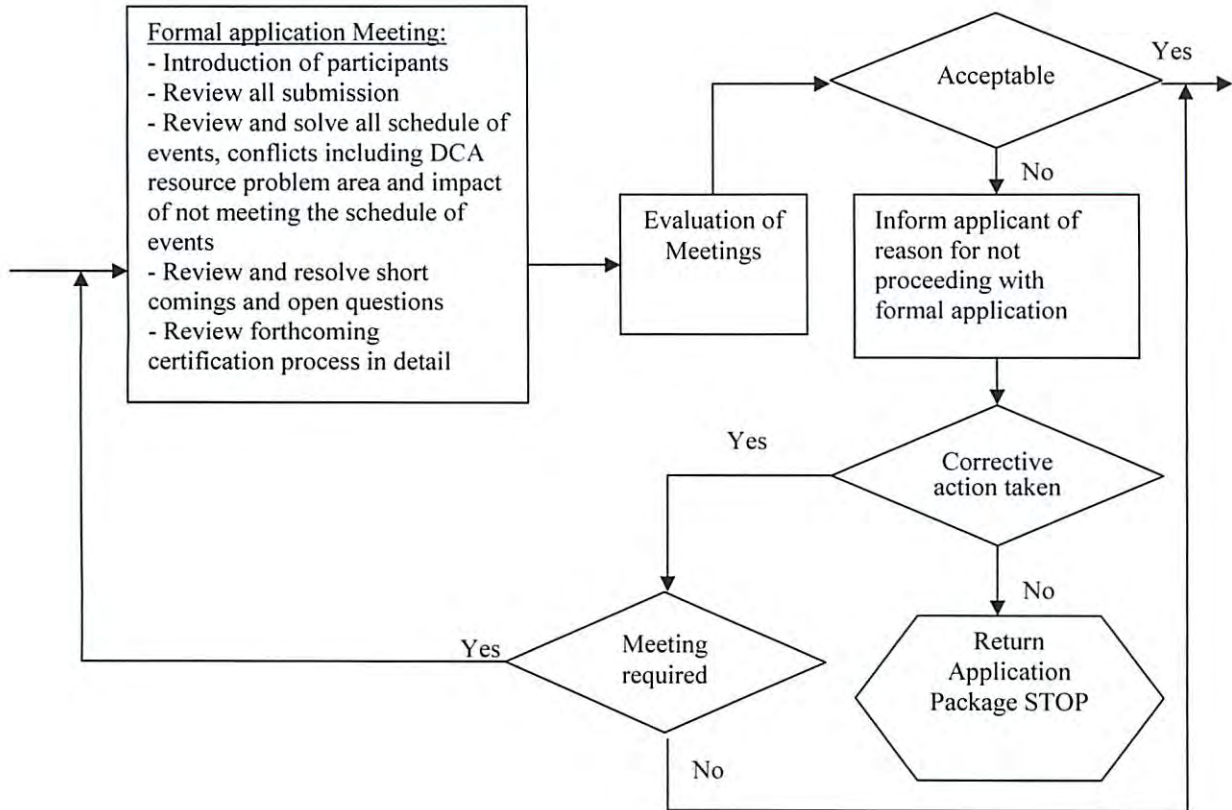 Formal application Meeting:
- Introduction of participants
- Review all submission
- Review and solve all schedule of
events, conflicts including DCA
resource problem area and impact
of not meeting the schedule of
events
- Review and resolve short
comings and open questions
- Review forthcoming
certification process in detail
Evaluation of
Meetings
Acceptable
Yes
No
Inform applicant of
reason for not
proceeding with
formal application
Corrective
action taken
Yes
No
Return
Application
Package STOP
Meeting
required
Yes
No